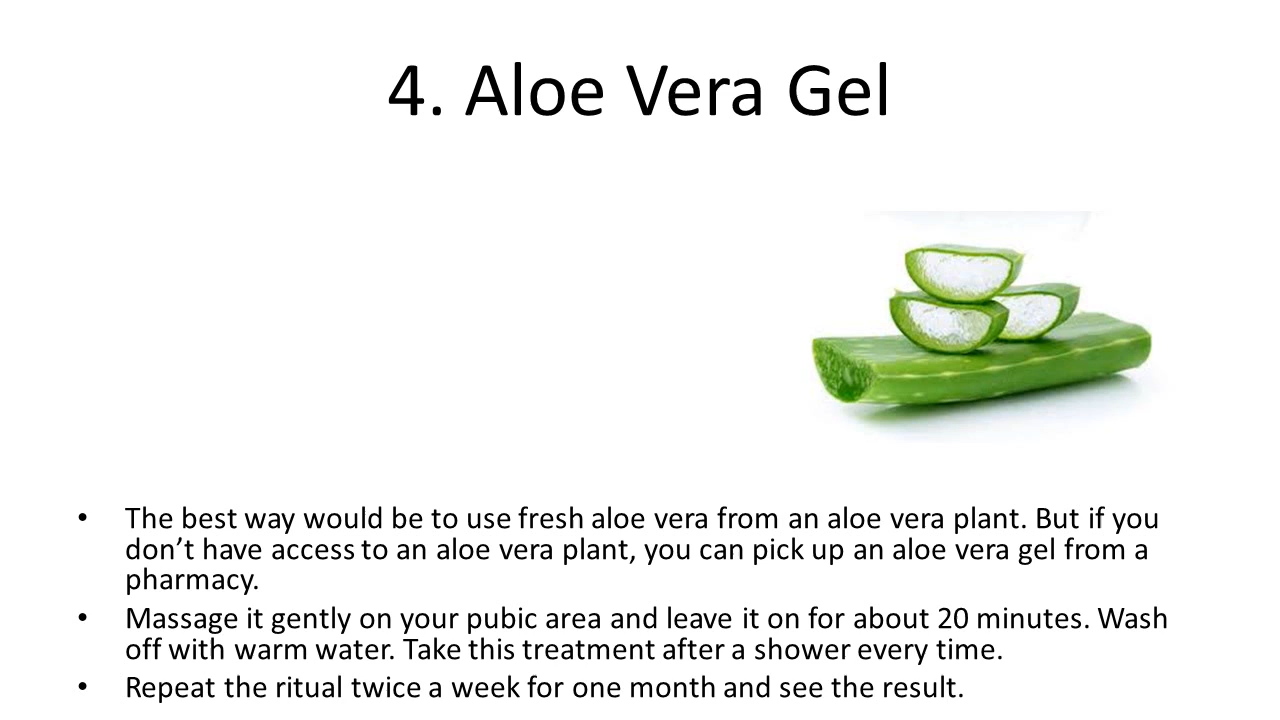 4. Aloe Vera Gel
• The best way would be to use fresh aloe vera from an aloe vera plant. But if you
don’t have access to an aloe vera plant, you can pick up an aloe vera gel from a
pharmacy.
• Massage it gently on your pubic area and leave it on for about 20 minutes. Wash
off with warm water. Take this treatment after a shower every time.
• Repeat the ritual twice a week for one month and see the result.